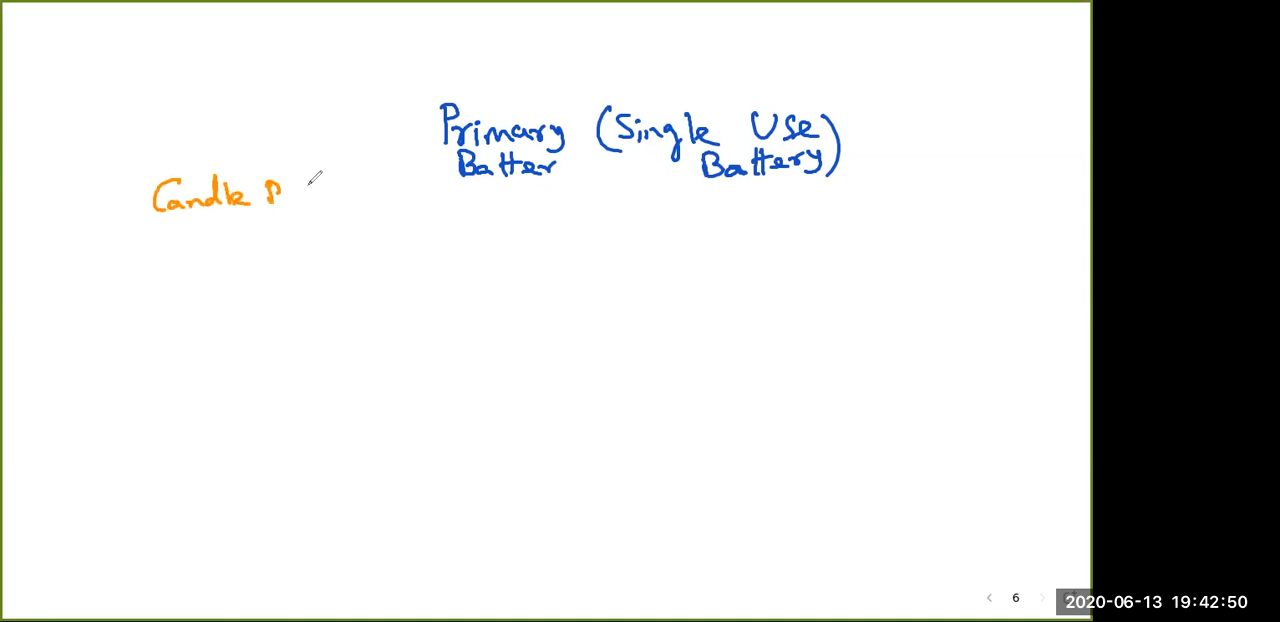 Primary (Single Use
Batter Battery)
Candle P
6
2020-06-13 19:42:50